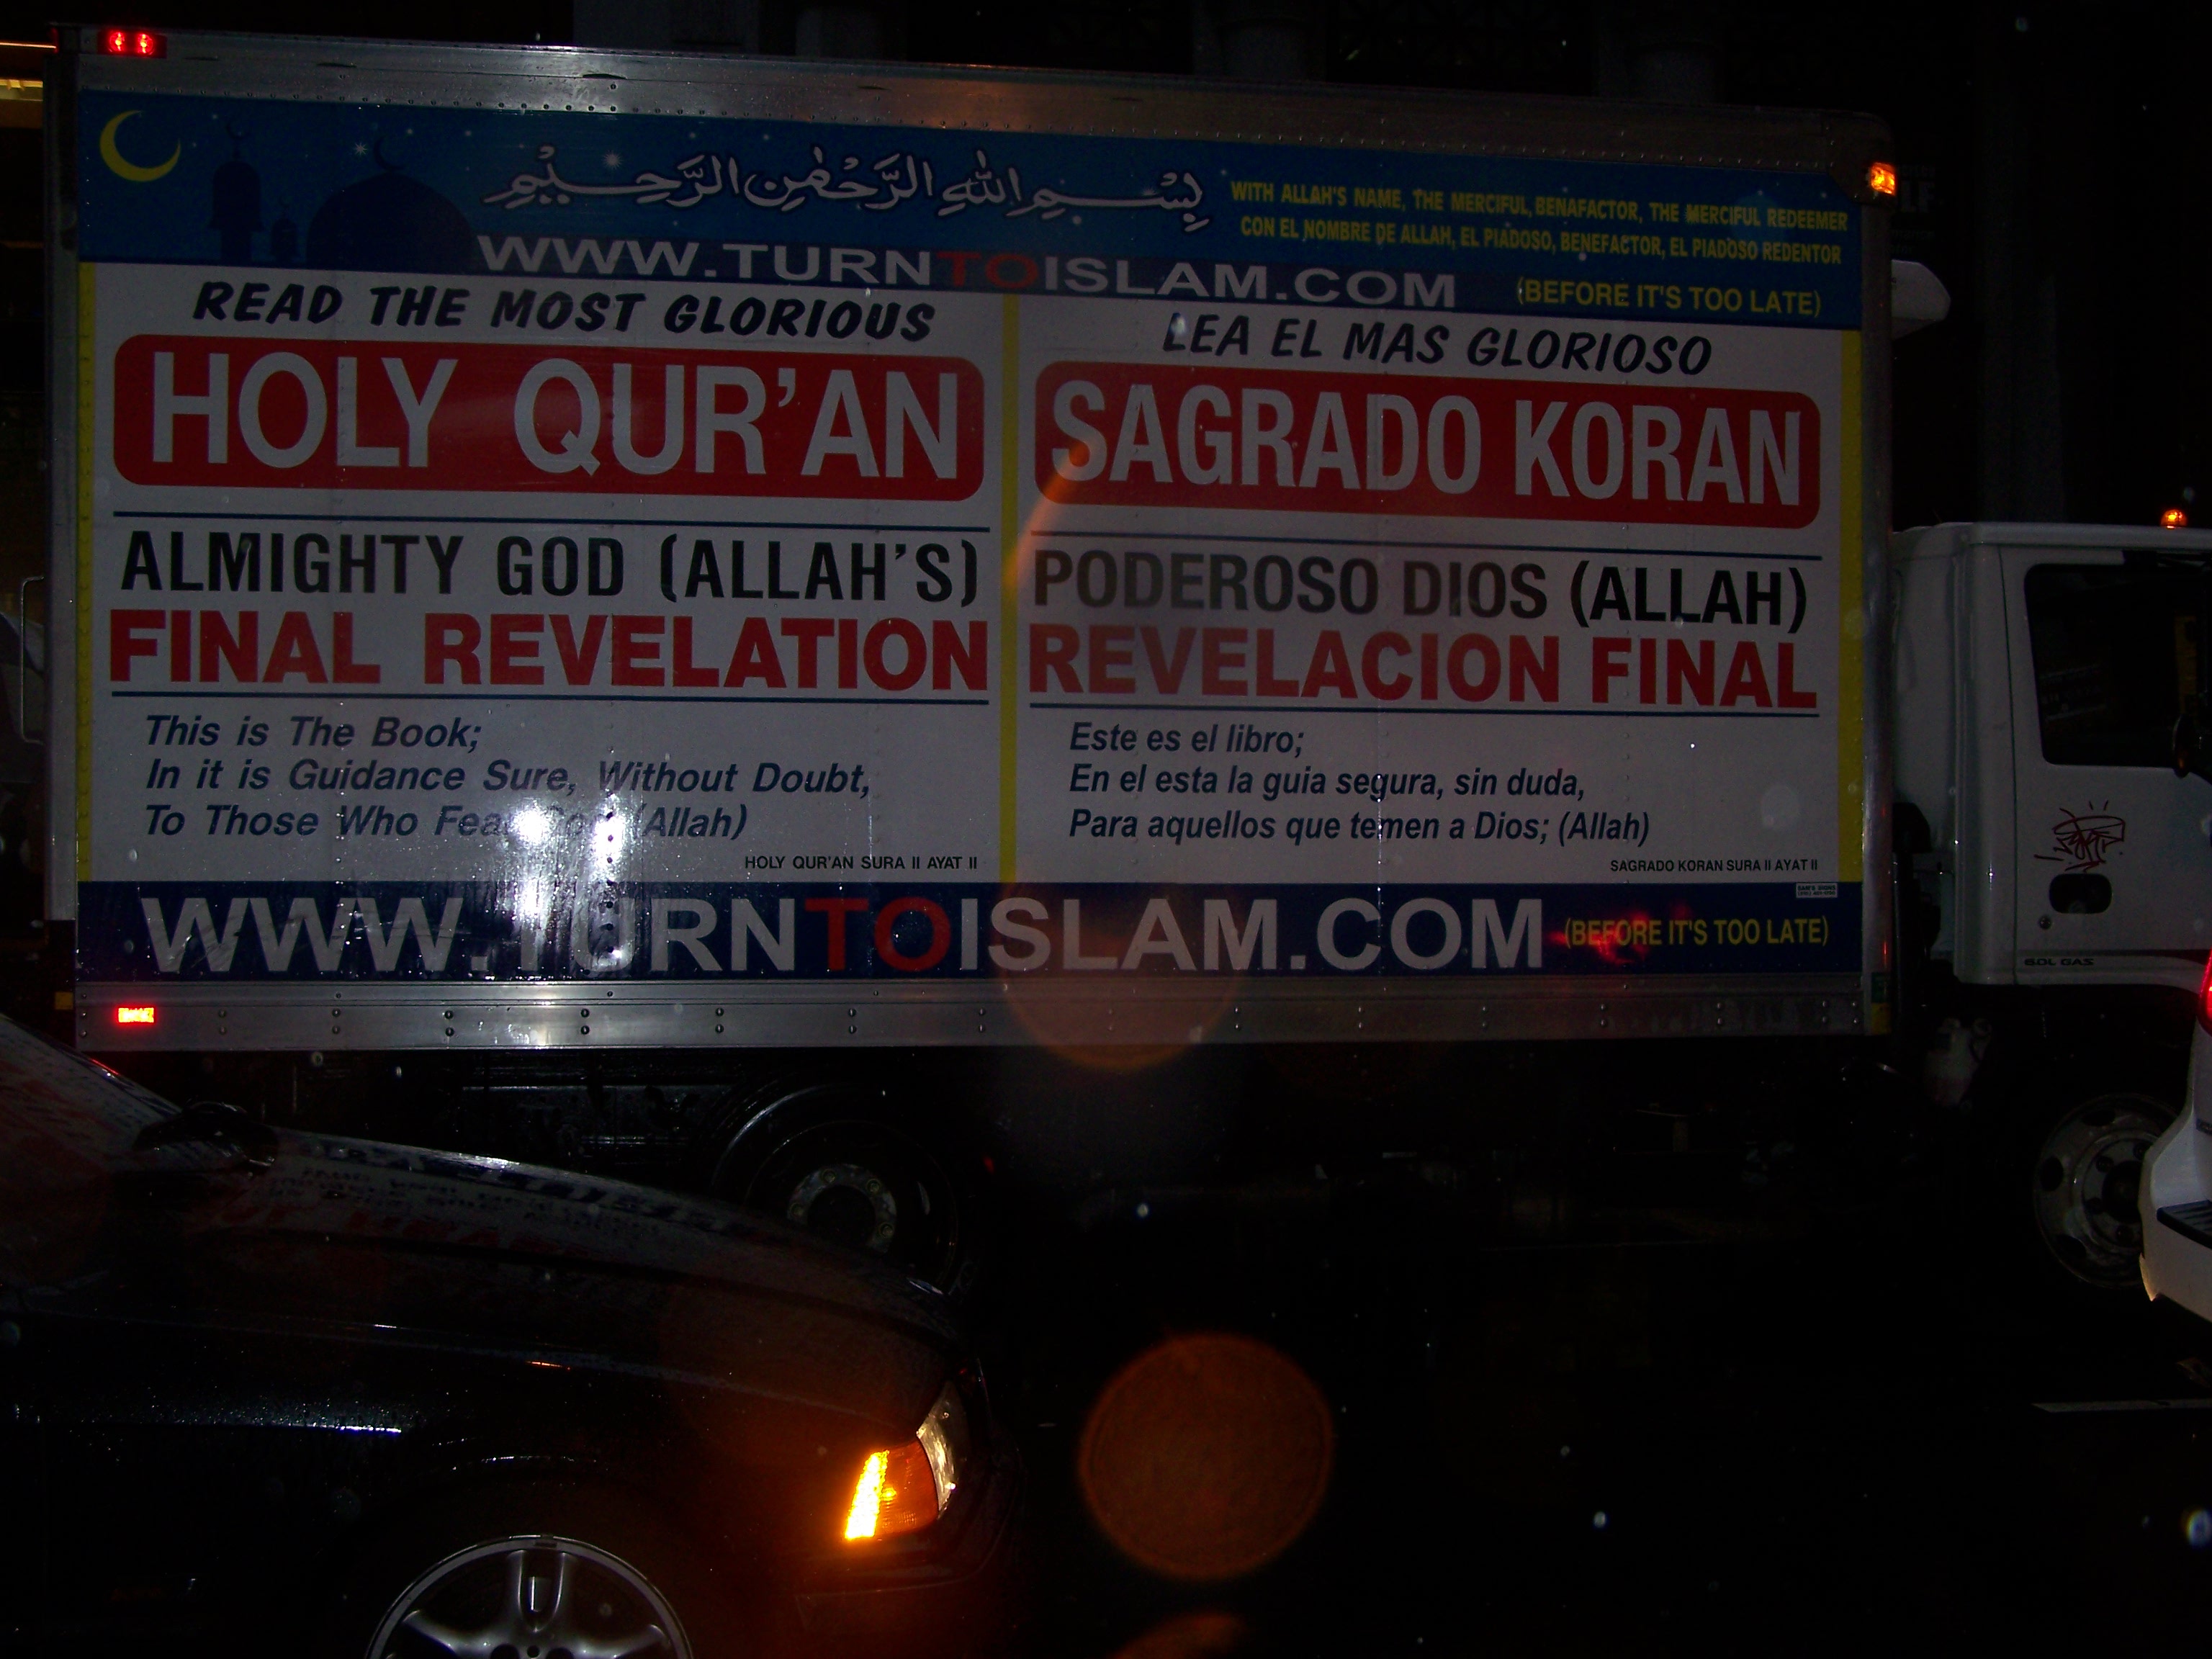 بِسْمِ اللهِ الرَّحْمٰنِ الرَّحِيْمِ
WITH ALLAH'S NAME, THE MERCIFUL, BENAFACTOR, THE MERCIFUL REDEEMER
CON EL NOMBRE DE ALLAH, EL PIADOSO, BENEFACTOR, EL PIADOSO REDENTOR
WWW.TURNTOISLAM.COM
(BEFORE IT'S TOO LATE)
READ THE MOST GLORIOUS
HOLY QUR'AN
ALMIGHTY GOD (ALLAH'S)
FINAL REVELATION
This is The Book;
In it is Guidance Sure, Without Doubt,
To Those Who Fear (Allah)
HOLY QUR'AN SURA II AYAT II
LEA EL MAS GLORIOSO
SAGRADO KORAN
PODEROSO DIOS (ALLAH)
REVELACION FINAL
Este es el libro;
En el esta la guia segura, sin duda,
Para aquellos que temen a Dios; (Allah)
SAGRADO KORAN SURA II AYAT II
WWW.TURNTOISLAM.COM (BEFORE IT'S TOO LATE)
6.0L GAS